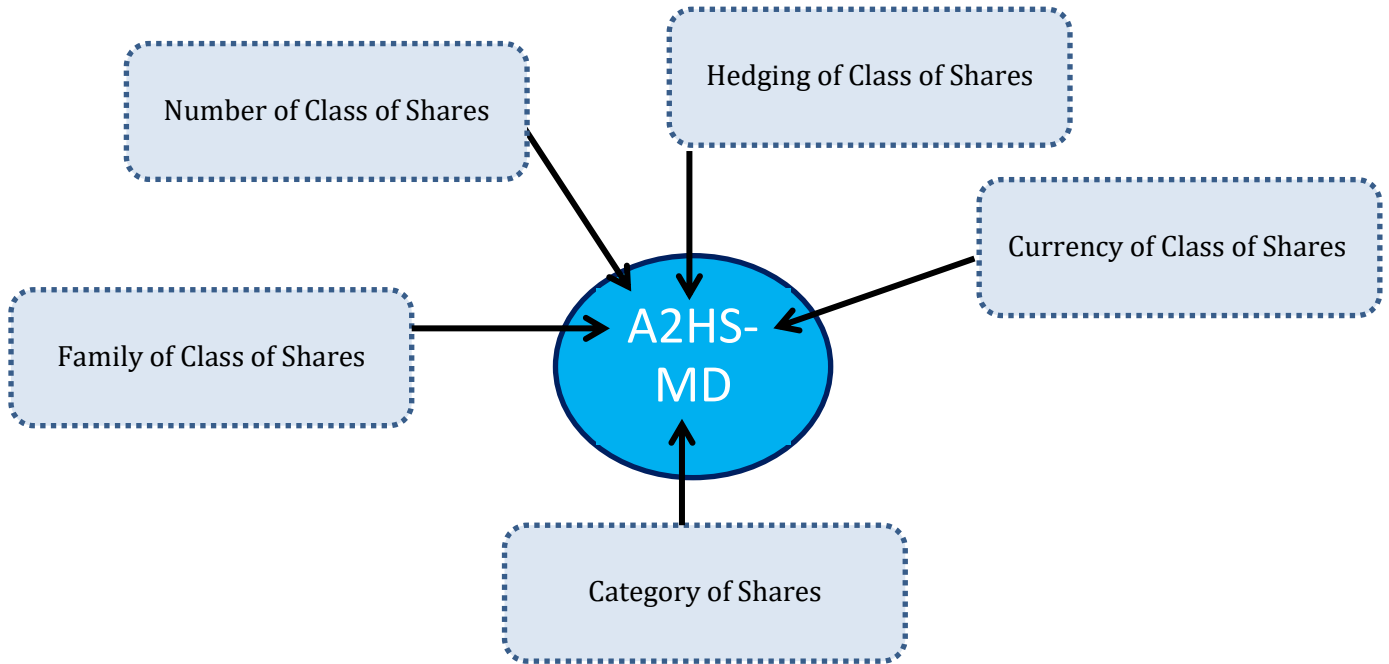 Hedging of Class of Shares
Number of Class of Shares
Currency of Class of Shares
Family of Class of Shares
A2HS-
MD
Category of Shares